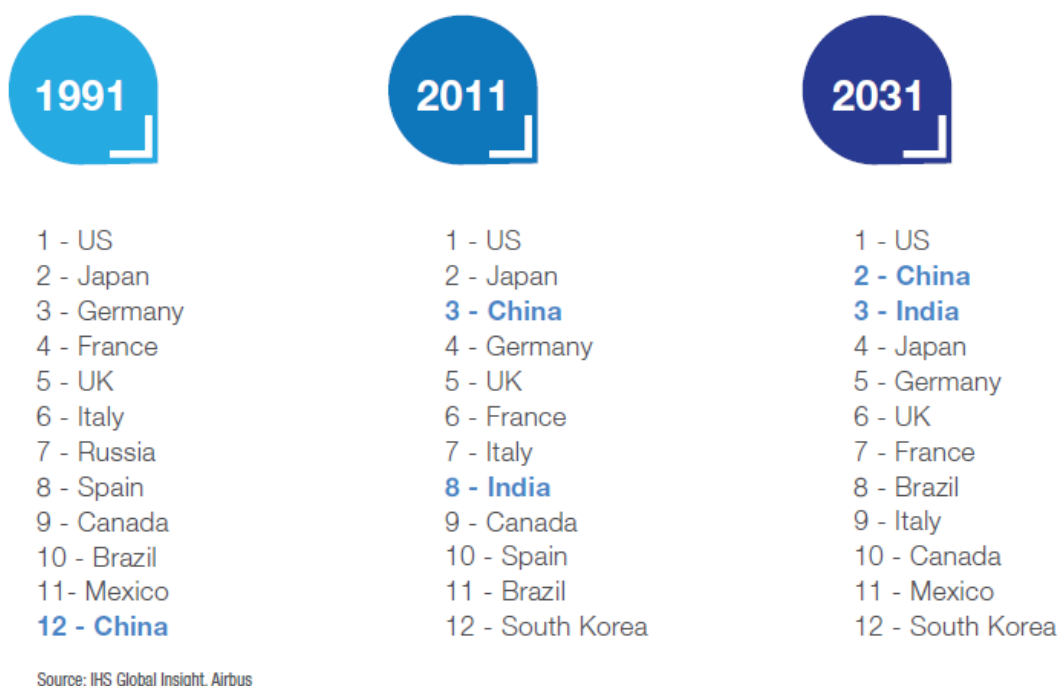 1991
1 - US
2 - Japan
3 - Germany
4 - France
5 - UK
6 - Italy
7 - Russia
8 - Spain
9 - Canada
10 - Brazil
11- Mexico
12 - China
2011
1 - US
2 - Japan
3 - China
4 - Germany
5 - UK
6 - France
7 - Italy
8 - India
9 - Canada
10 - Spain
11 - Brazil
12 - South Korea
2031
1 - US
2 - China
3 - India
4 - Japan
5 - Germany
6 - UK
7 - France
8 - Brazil
9 - Italy
10 - Canada
11 - Mexico
12 - South Korea
Source: IHS Global Insight, Airbus